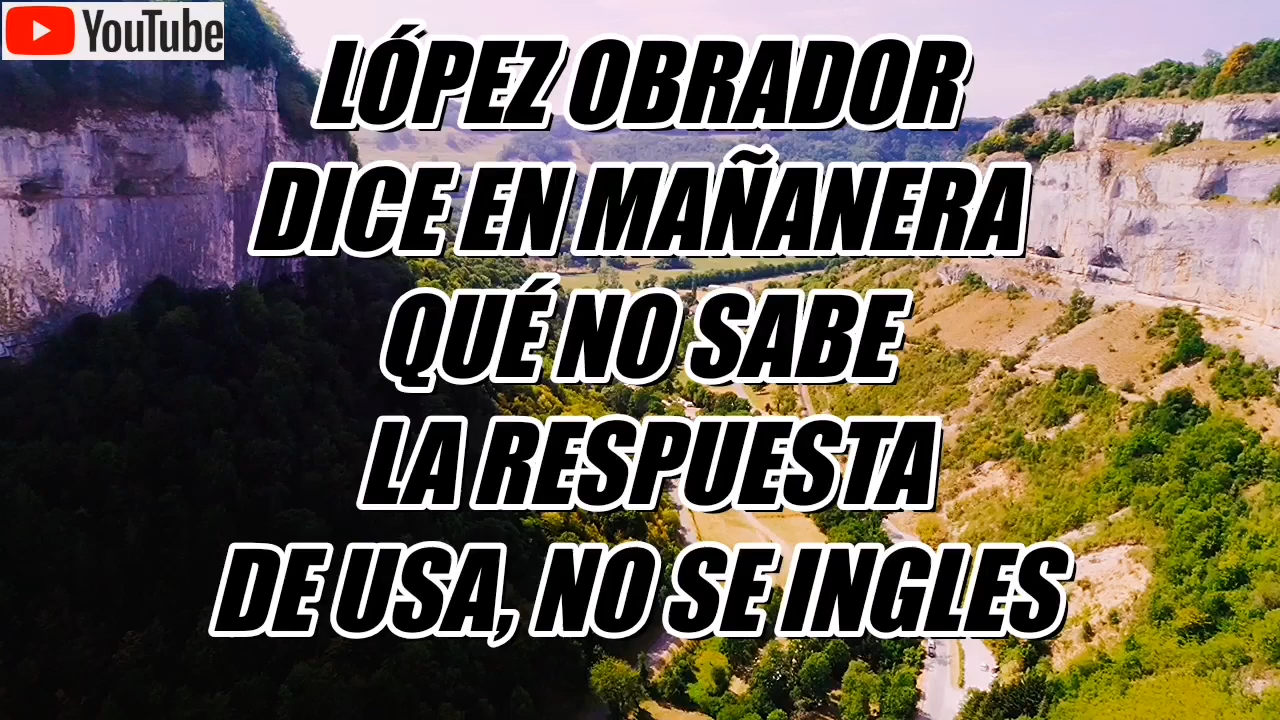 YouTube
LÓPEZ OBRADOR
DICE EN MAÑANERA
QUÉ NO SABE
LA RESPUESTA
DE USA, NO SE INGLES